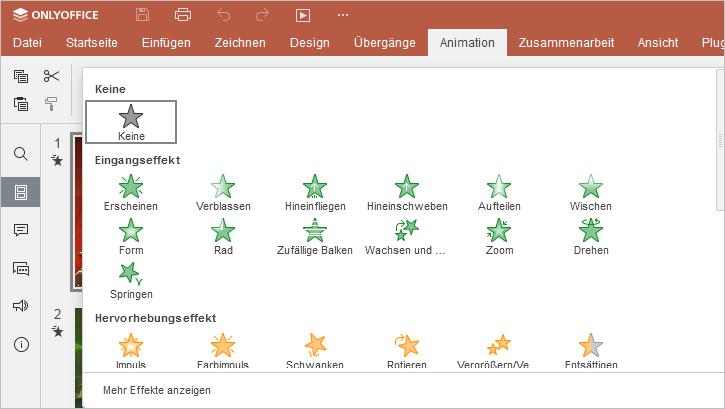 ONLYOFFICE
Datei Startseite Einfügen Zeichnen Design Übergänge Animation Zusammenarbeit Ansicht Plug
Keine
Keine
1
Eingangseffekt
Erscheinen Verblassen Hineinfliegen Hineinschweben Aufteilen Wischen
Form Rad Zufällige Balken Wachsen und ... Zoom Drehen
Springen
2
Hervorhebungseffekt
Impuls Farbimpuls Schwanken Rotieren Vergrößern/Ve Entsättigen
Mehr Effekte anzeigen